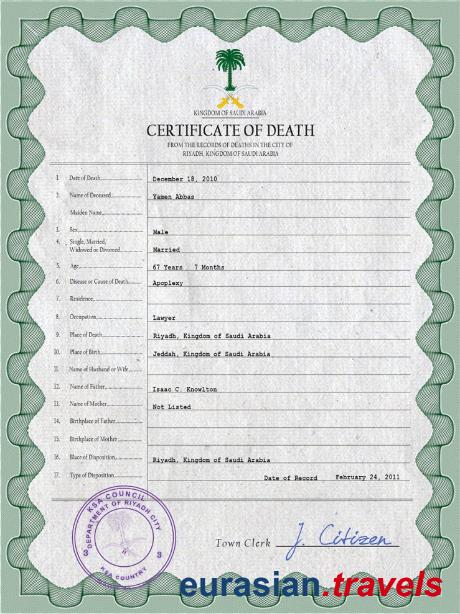 KINGDOM OF SAUDI ARABIA
CERTIFICATE OF DEATH
FROM THE RECORDS OF DEATHS IN THE CITY OF
RIYADH, KINGDOM OF SAUDI ARABIA
1. Date of Death December 18, 2010
2. Name of Deceased Yamen Abbas
Maiden Name
3. Sex Male
4. Single, Married,
Widowed or Divorced Married
5. Age 67 Years 7 Months
6. Disease or Cause of Death Apoplexy
7. Residence
8. Occupation Lawyer
9. Place of Death Riyadh, Kingdom of Saudi Arabia
10. Place of Birth Jeddah, Kingdom of Saudi Arabia
11. Name of Husband or Wife
12. Name of Father Isaac C. Knowlton
13. Name of Mother Not Listed
14. Birthplace of Father
15. Birthplace of Mother
16. Place of Disposition Riyadh, Kingdom of Saudi Arabia
17. Type of Disposition Date of Record February 24, 2011
KSA COUNCIL
DEPARTMENT OF RIYADH CITY
3 3
KSA COUNTRY
Town Clerk J. Citizen
eurasian.travels